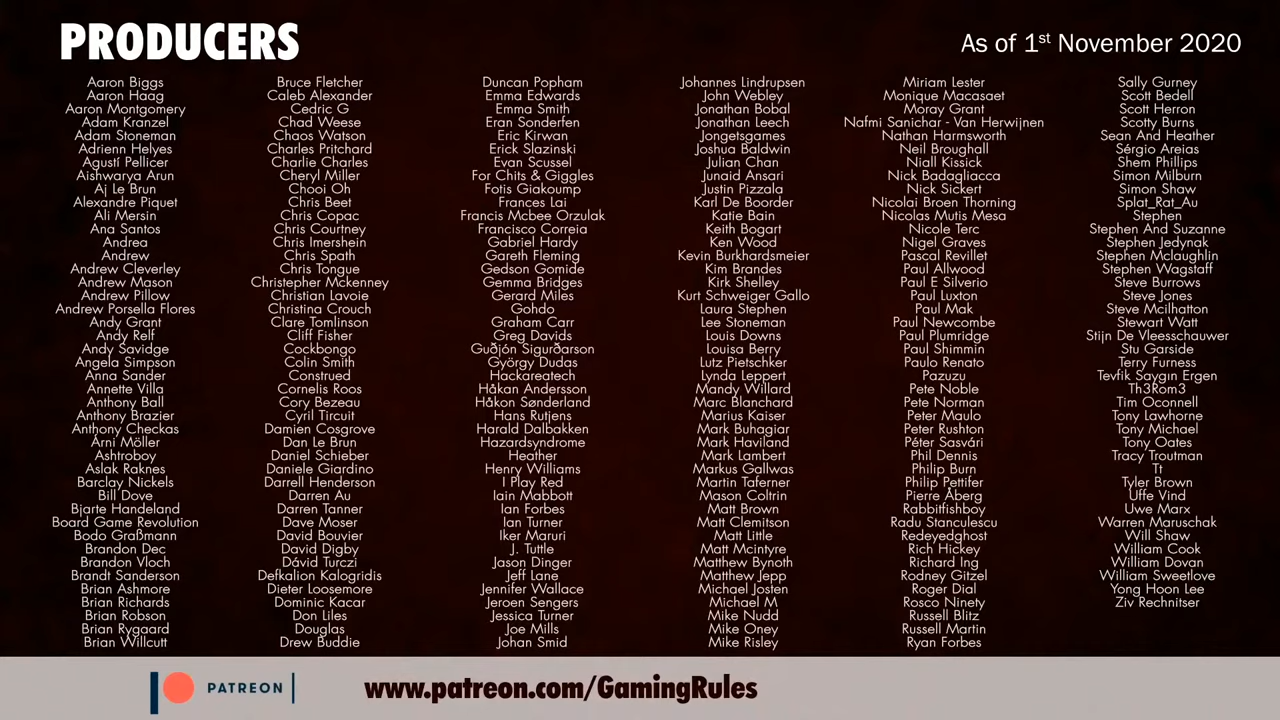 PRODUCERS
As of 1st November 2020
Aaron Biggs
Aaron Haag
Aaron Montgomery
Adam Kranzel
Adam Stoneman
Adrienn Helyes
Agustí Pellicer
Aishwarya Arun
Aj Le Brun
Alexandre Piquet
Ali Mersin
Ana Santos
Andrea
Andrew
Andrew Cleverley
Andrew Mason
Andrew Pillow
Andrew Porsella Flores
Andy Grant
Andy Relf
Andy Savidge
Angela Simpson
Anna Sander
Annette Villa
Anthony Ball
Anthony Brazier
Anthony Checkas
Árni Möller
Ashtroboy
Aslak Raknes
Barclay Nickels
Bill Dove
Bjarte Handeland
Board Game Revolution
Bodo Graßmann
Brandon Dec
Brandon Vloch
Brandt Sanderson
Brian Ashmore
Brian Richards
Brian Robson
Brian Rygaard
Brian Willcutt
Bruce Fletcher
Caleb Alexander
Cedric G
Chad Weese
Chaos Watson
Charles Pritchard
Charlie Charles
Cheryl Miller
Chooi Oh
Chris Beet
Chris Copac
Chris Courtney
Chris Imershein
Chris Spath
Chris Tongue
Christepher Mckenney
Christian Lavoie
Christina Crouch
Clare Tomlinson
Cliff Fisher
Cockbongo
Colin Smith
Construed
Cornelis Roos
Cory Bezeau
Cyril Tircuit
Damien Cosgrove
Dan Le Brun
Daniel Schieber
Daniele Giardino
Darrell Henderson
Darren Au
Darren Tanner
Dave Moser
David Bouvier
David Digby
Dávid Turczi
Defkalion Kalogridis
Dieter Loosemore
Dominic Kacar
Don Liles
Douglas
Drew Buddie
Duncan Popham
Emma Edwards
Emma Smith
Eran Sonderfen
Eric Kirwan
Erick Slazinski
Evan Scussel
For Chits & Giggles
Fotis Giakoump
Frances Lai
Francis Mcbee Orzulak
Francisco Correia
Gabriel Hardy
Gareth Fleming
Gedson Gomide
Gemma Bridges
Gerard Miles
Gohdo
Graham Carr
Greg Davids
Guðjón Sigurðarson
György Dudas
Hackareatech
Håkan Andersson
Håkon Sønderland
Hans Rutjens
Harald Dalbakken
Hazardsyndrome
Heather
Henry Williams
I Play Red
Iain Mabbott
Ian Forbes
Ian Turner
Iker Maruri
J. Tuttle
Jason Dinger
Jeff Lane
Jennifer Wallace
Jeroen Sengers
Jessica Turner
Joe Mills
Johan Smid
Johannes Lindrupsen
John Webley
Jonathan Bobal
Jonathan Leech
Jongetsgames
Joshua Baldwin
Julian Chan
Junaid Ansari
Justin Pizzala
Karl De Boorder
Katie Bain
Keith Bogart
Ken Wood
Kevin Burkhardsmeier
Kim Brandes
Kirk Shelley
Kurt Schweiger Gallo
Laura Stephen
Lee Stoneman
Louis Downs
Louisa Berry
Lutz Pietschker
Lynda Leppert
Mandy Willard
Marc Blanchard
Marius Kaiser
Mark Buhagiar
Mark Haviland
Mark Lambert
Markus Gallwas
Martin Taferner
Mason Coltrin
Matt Brown
Matt Clemitson
Matt Little
Matt Mcintyre
Matthew Bynoth
Matthew Jepp
Michael Josten
Michael M
Mike Nudd
Mike Oney
Mike Risley
Miriam Lester
Monique Macasaet
Moray Grant
Nafmi Sanichar - Van Herwijnen
Nathan Harmsworth
Neil Broughall
Niall Kissick
Nick Badagliacca
Nick Sickert
Nicolai Broen Thorning
Nicolas Mutis Mesa
Nicole Terc
Nigel Graves
Pascal Revillet
Paul Allwood
Paul E Silverio
Paul Luxton
Paul Mak
Paul Newcombe
Paul Plumridge
Paul Shimmin
Paulo Renato
Pazuzu
Pete Noble
Pete Norman
Peter Maulo
Peter Rushton
Péter Sasvári
Phil Dennis
Philip Burn
Philip Pettifer
Pierre Åberg
Rabbitfishboy
Radu Stanculescu
Redeyedghost
Rich Hickey
Richard Ing
Rodney Gitzel
Roger Dial
Rosco Ninety
Russell Blitz
Russell Martin
Ryan Forbes
Sally Gurney
Scott Bedell
Scott Herron
Scotty Burns
Sean And Heather
Sérgio Areias
Shem Phillips
Simon Milburn
Simon Shaw
Splat_Rat_Au
Stephen
Stephen And Suzanne
Stephen Jedynak
Stephen Mclaughlin
Stephen Wagstaff
Steve Burrows
Steve Jones
Steve Mcilhatton
Stewart Watt
Stijn De Vleesschauwer
Stu Garside
Terry Furness
Tevfik Saygın Ergen
Th3Rom3
Tim Oconnell
Tony Lawhorne
Tony Michael
Tony Oates
Tracy Troutman
Tt
Tyler Brown
Uffe Vind
Uwe Marx
Warren Maruschak
Will Shaw
William Cook
William Dovan
William Sweetlove
Yong Hoon Lee
Ziv Rechnitser
PATREON
www.patreon.com/GamingRules